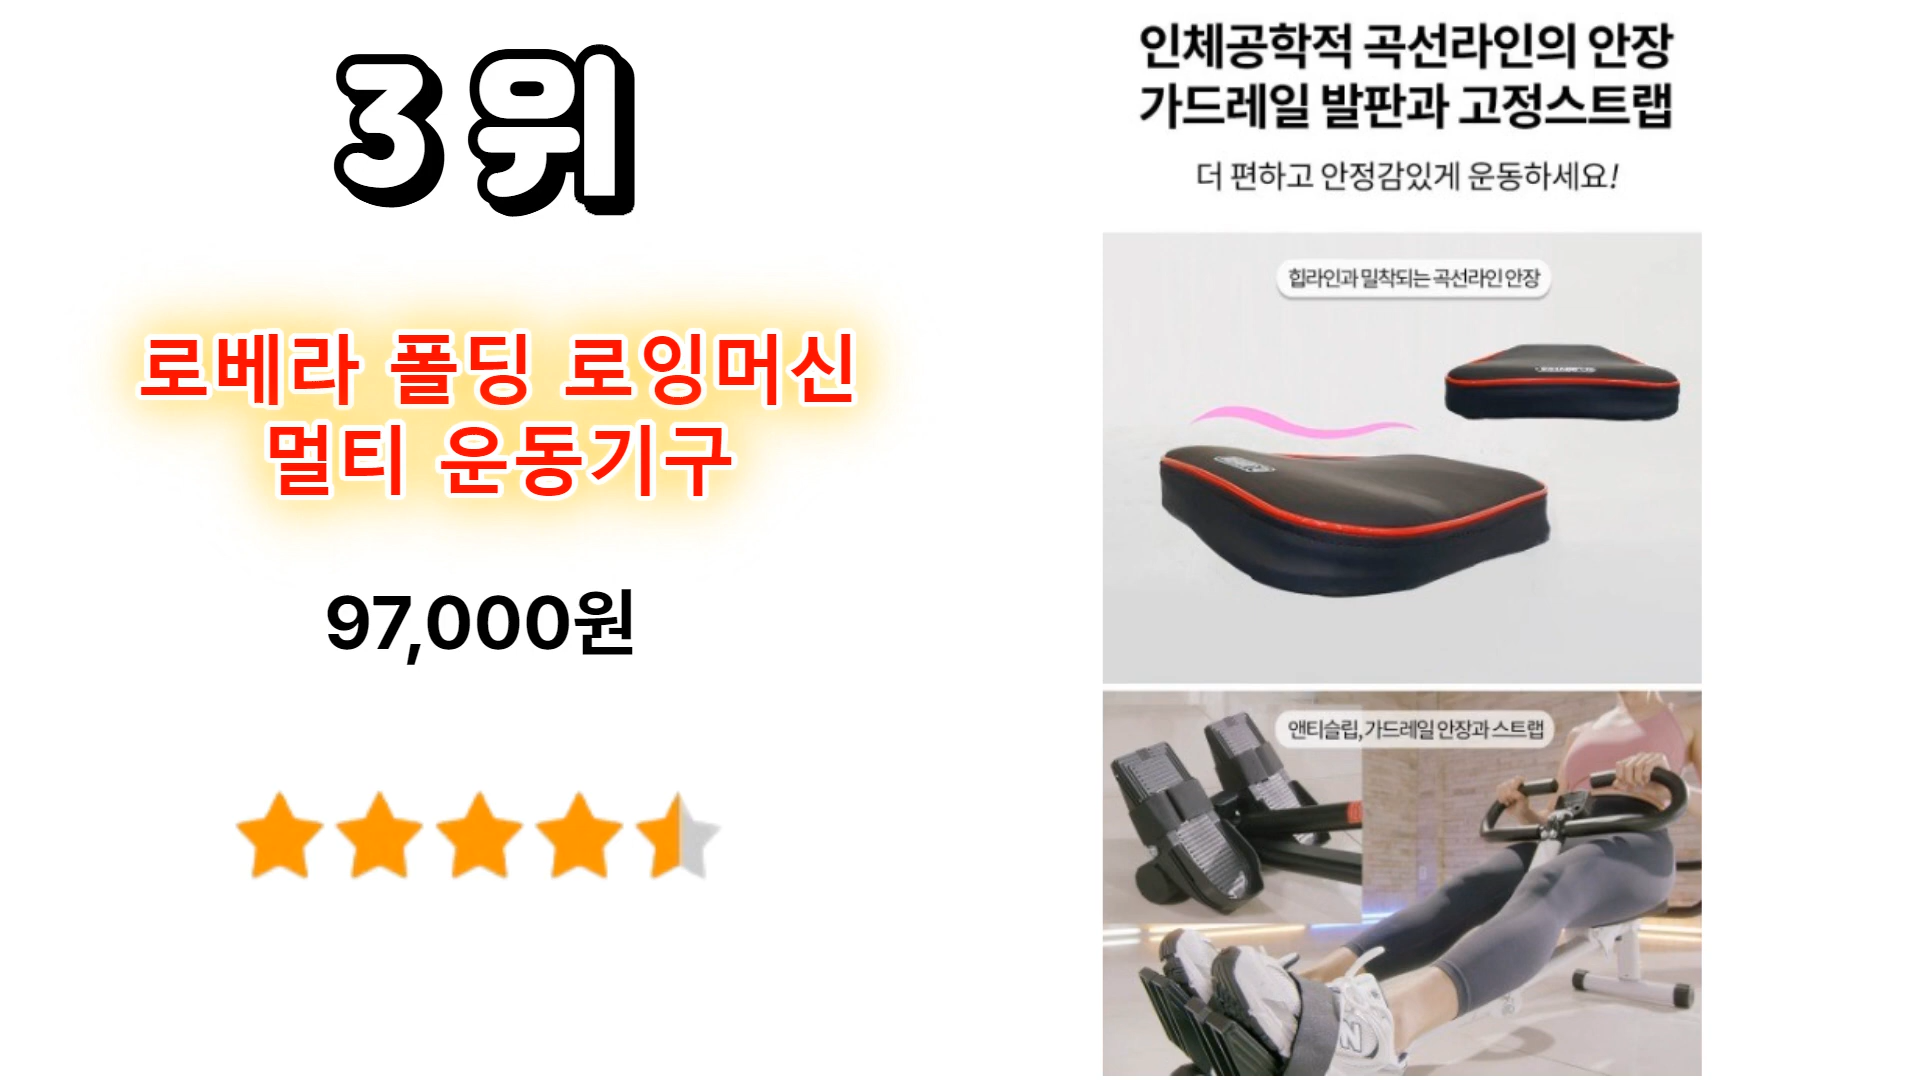 3위
로베라 폴딩 로잉머신
멀티 운동기구
97,000원
인체공학적 곡선라인의 안장
가드레일 발판과 고정스트랩
더 편하고 안정감있게 운동하세요!
힙라인과 밀착되는 곡선라인 안장
앤티슬립, 가드레일 안장과 스트랩
N